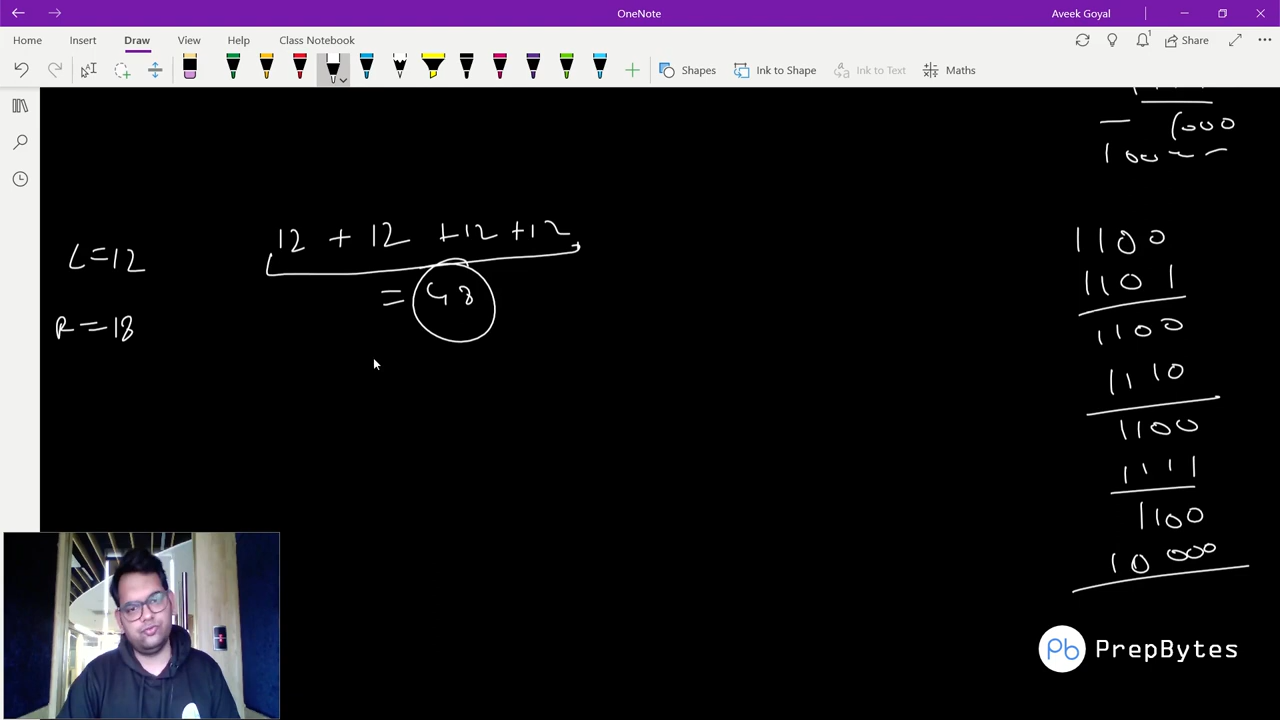 OneNote
Aveek Goyal
Home Insert Draw View Help Class Notebook
Share
Shapes Ink to Shape Ink to Text Maths
1000
12 + 12 +12 +12
L=12
= 48
R=18
1100
1101
1100
1110
1100
1111
1100
10000
Pb PrepBytes